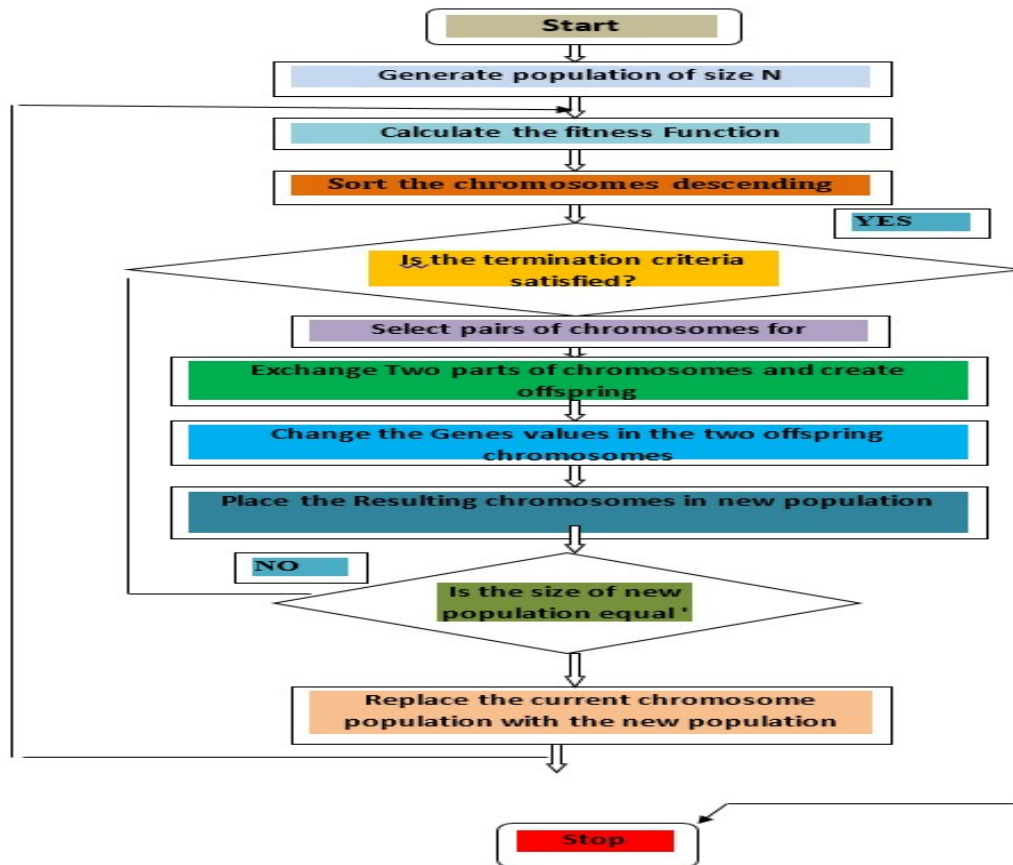 Start
Generate population of size N
Calculate the fitness Function
Sort the chromosomes descending
YES
Is the termination criteria
satisfied?
Select pairs of chromosomes for
Exchange Two parts of chromosomes and create
offspring
Change the Genes values in the two offspring
chromosomes
Place the Resulting chromosomes in new population
NO
Is the size of new
population equal '
Replace the current chromosome
population with the new population
Stop